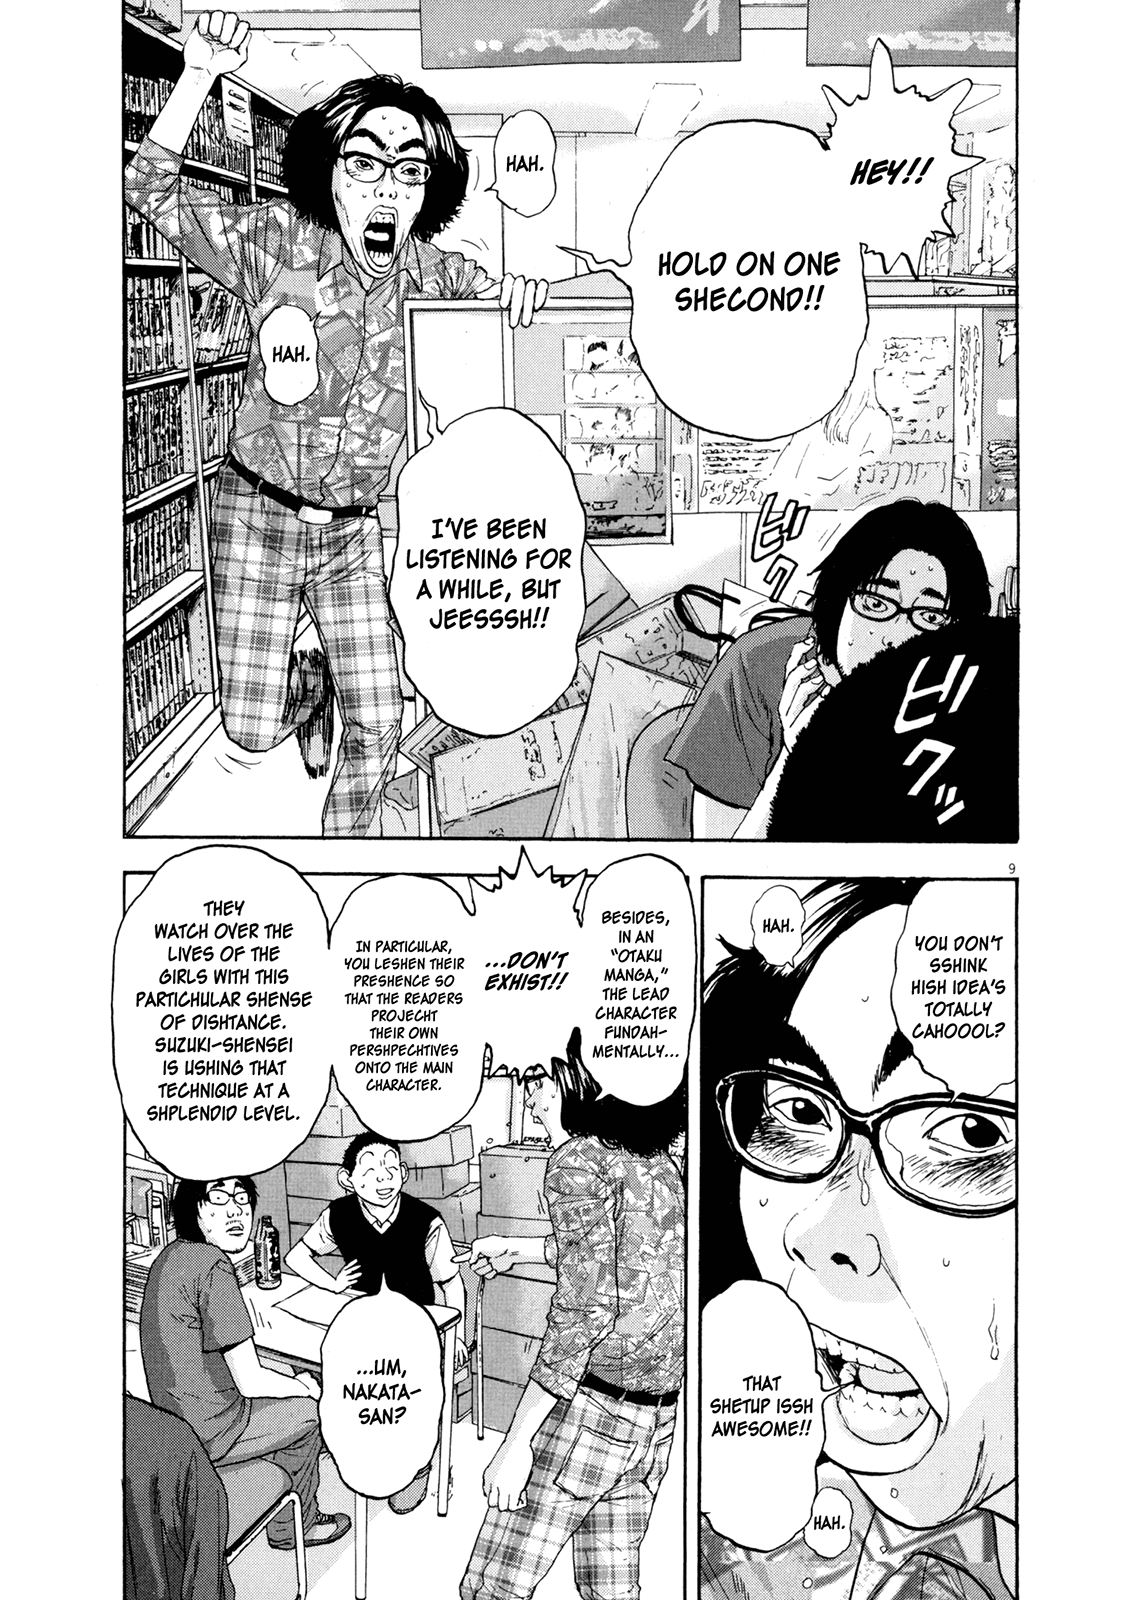 HEY!!
HOLD ON ONE
SHECOND!!
HAH.
HAH.
I'VE BEEN
LISTENING FOR
A WHILE, BUT
JEESSSH!!
ビクッ
ビクッ
9
YOU DON'T
SSHINK
HISH IDEA'S
TOTALLY
CAHOOOL?
HAH.
THAT
SHETUP ISSH
AWESOME!!
HAH.
BESIDES,
IN AN
"OTAKU
MANGA,"
THE LEAD
CHARACTER
FUNDAH-
MENTALLY...
...DON'T
EXHIST!!
IN PARTICULAR,
YOU LESHEN THEIR
PRESHENCE SO
THAT THE READERS
PROJECHT
THEIR OWN
PERSHPECHTIVES
ONTO THE MAIN
CHARACTER.
THEY
WATCH OVER THE
LIVES OF THE
GIRLS WITH THIS
PARTICHULAR SHENSE
OF DISHTANCE.
SUZUKI-SHENSEI
IS USHING THAT
TECHNIQUE AT A
SHPLENDID LEVEL.
...UM,
NAKATA-
SAN?